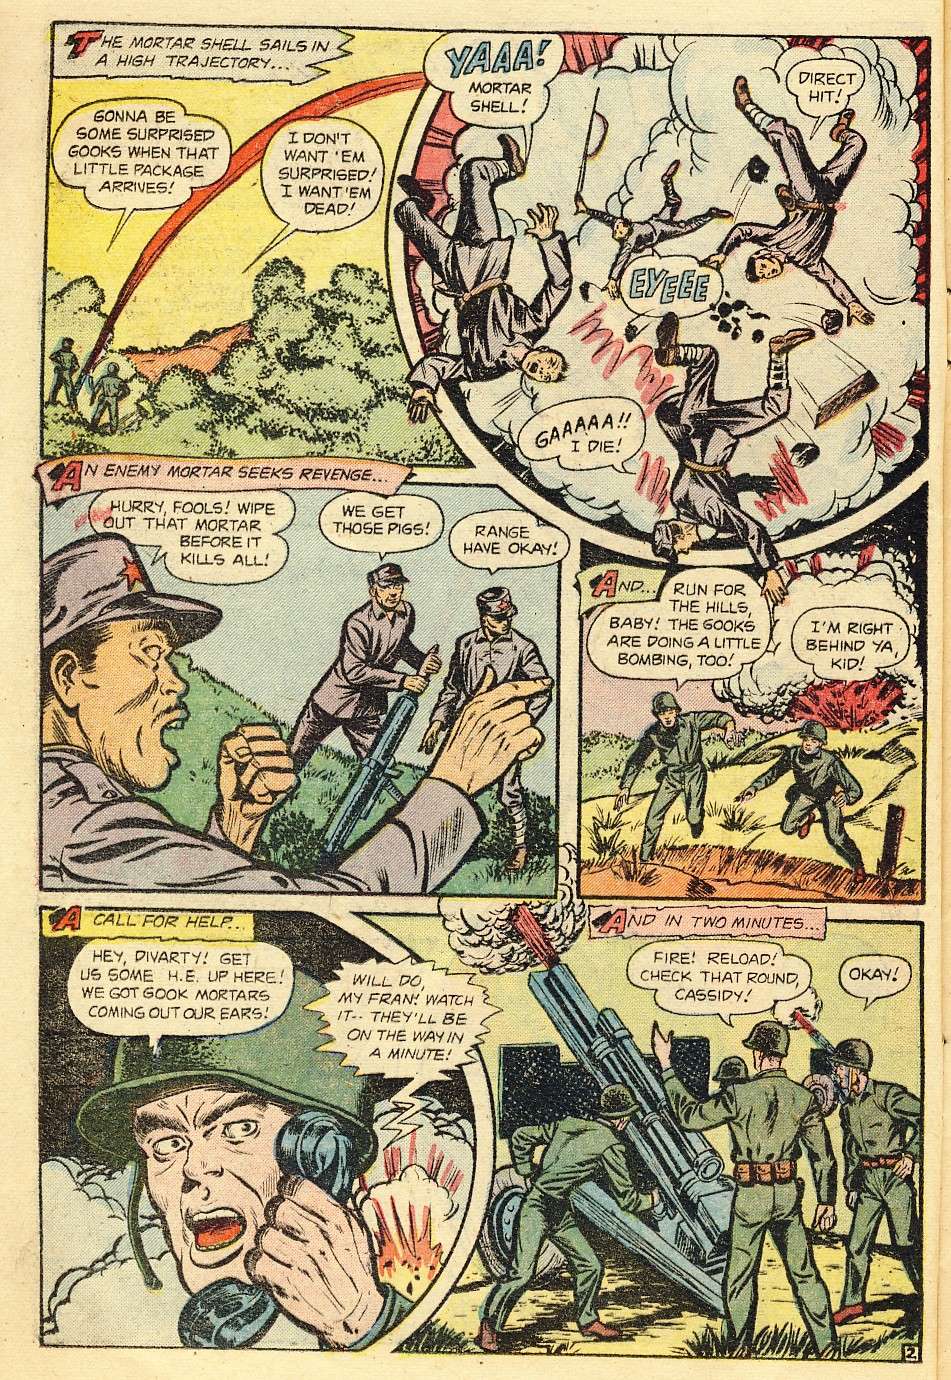 THE MORTAR SHELL SAILS IN
A HIGH TRAJECTORY...
GONNA BE
SOME SURPRISED
GOOKS WHEN THAT
LITTLE PACKAGE
ARRIVES!
I DON'T
WANT 'EM
SURPRISED!
I WANT 'EM
DEAD!
YAAA!
MORTAR
SHELL!
DIRECT
HIT!
EYEEEE
GAAAAA!!
I DIE!
AN ENEMY MORTAR SEEKS REVENGE...
HURRY, FOOLS! WIPE
OUT THAT MORTAR
BEFORE IT
KILLS ALL!
WE GET
THOSE PIGS!
RANGE
HAVE OKAY!
AND...
RUN FOR
THE HILLS,
BABY! THE GOOKS
ARE DOING A LITTLE
BOMBING, TOO!
I'M RIGHT
BEHIND YA,
KID!
A CALL FOR HELP...
HEY, DIVARTY! GET
US SOME H.E. UP HERE!
WE GOT GOOK MORTARS
COMING OUT OUR EARS!
WILL DO,
MY FRAN! WATCH
IT-- THEY'LL BE
ON THE WAY IN
A MINUTE!
AND IN TWO MINUTES...
FIRE! RELOAD!
CHECK THAT ROUND,
CASSIDY!
OKAY!
2